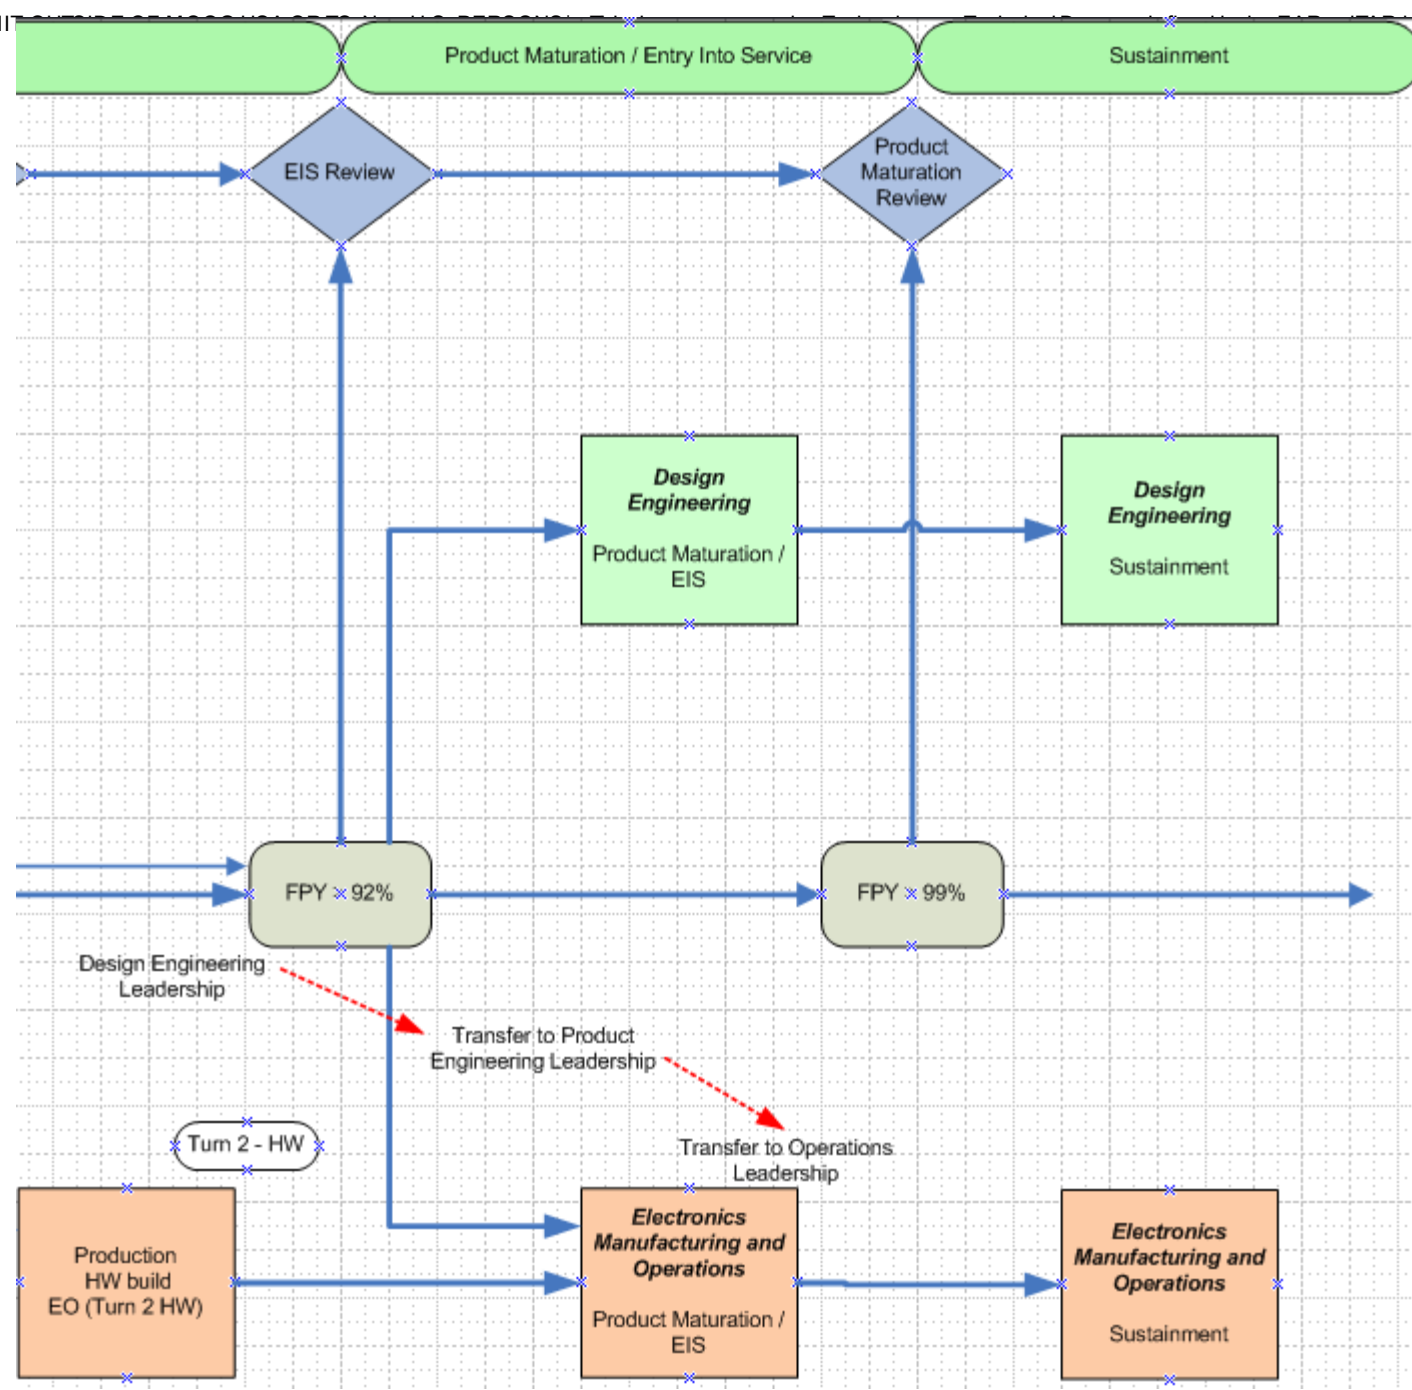 Product Maturation / Entry Into Service
Sustainment
EIS Review
Product
Maturation
Review
Design
Engineering
Product Maturation /
EIS
Design
Engineering
Sustainment
FPY > 92%
FPY > 99%
Design Engineering
Leadership
Transfer to Product
Engineering Leadership
Transfer to Operations
Leadership
Turn 2 - HW
Production
HW build
EO (Turn 2 HW)
Electronics
Manufacturing and
Operations
Product Maturation /
EIS
Electronics
Manufacturing and
Operations
Sustainment